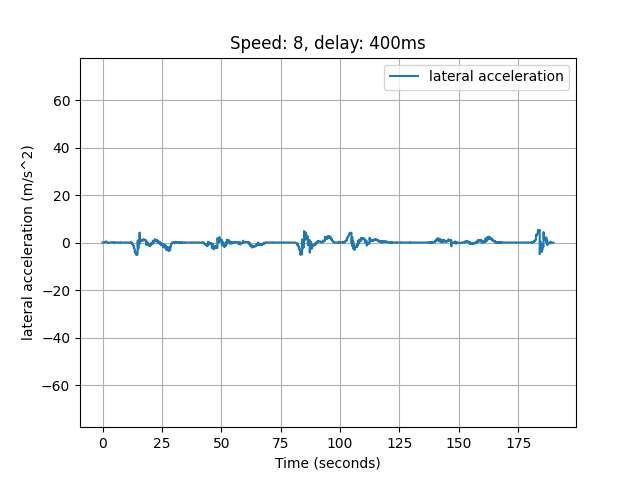 Speed: 8, delay: 400ms
lateral acceleration
60
40
20
0
−20
−40
−60
lateral acceleration (m/s^2)
0 25 50 75 100 125 150 175
Time (seconds)